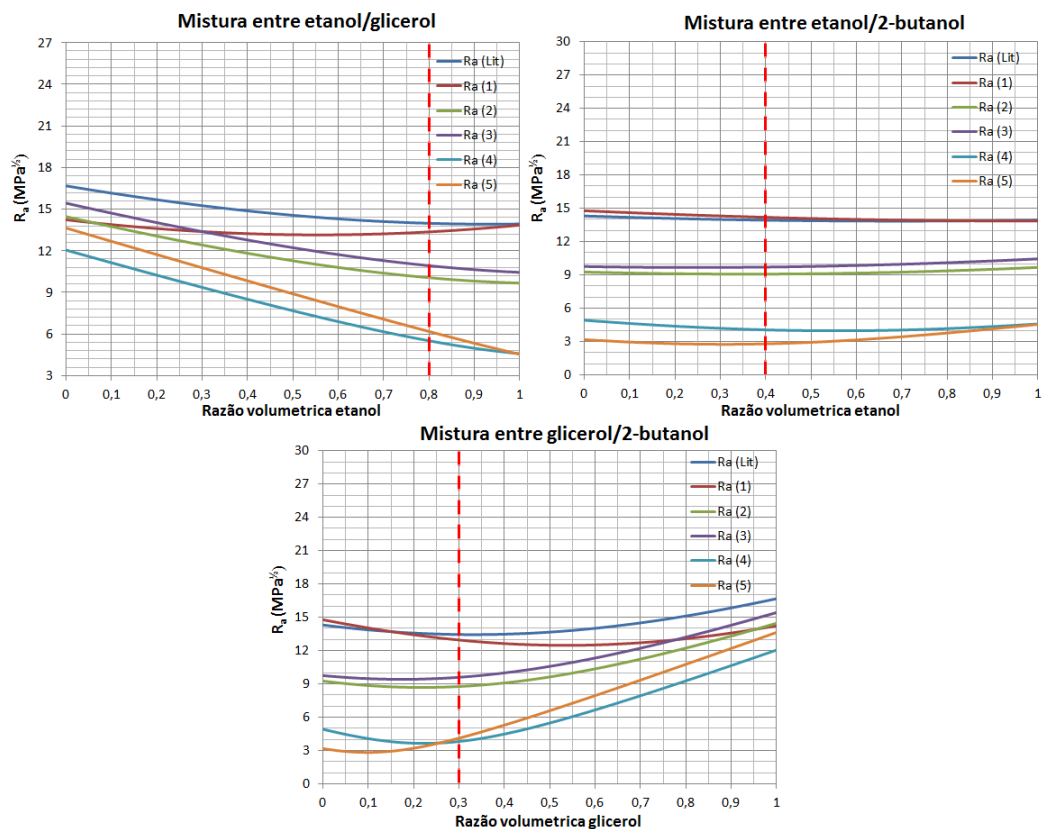 Mistura entre etanol/glicerol
27
24
21
18
15
12
9
6
3
Ra (MPa½)
Ra (Lit)
Ra (1)
Ra (2)
Ra (3)
Ra (4)
Ra (5)
0 0,1 0,2 0,3 0,4 0,5 0,6 0,7 0,8 0,9 1
Razão volumetrica etanol
Mistura entre etanol/2-butanol
30
27
24
21
18
15
12
9
6
3
0
Ra (MPa½)
Ra (Lit)
Ra (1)
Ra (2)
Ra (3)
Ra (4)
Ra (5)
0 0,1 0,2 0,3 0,4 0,5 0,6 0,7 0,8 0,9 1
Razão volumetrica etanol
Mistura entre glicerol/2-butanol
30
27
24
21
18
15
12
9
6
3
0
Ra (MPa½)
Ra (Lit)
Ra (1)
Ra (2)
Ra (3)
Ra (4)
Ra (5)
0 0,1 0,2 0,3 0,4 0,5 0,6 0,7 0,8 0,9 1
Razão volumetrica glicerol